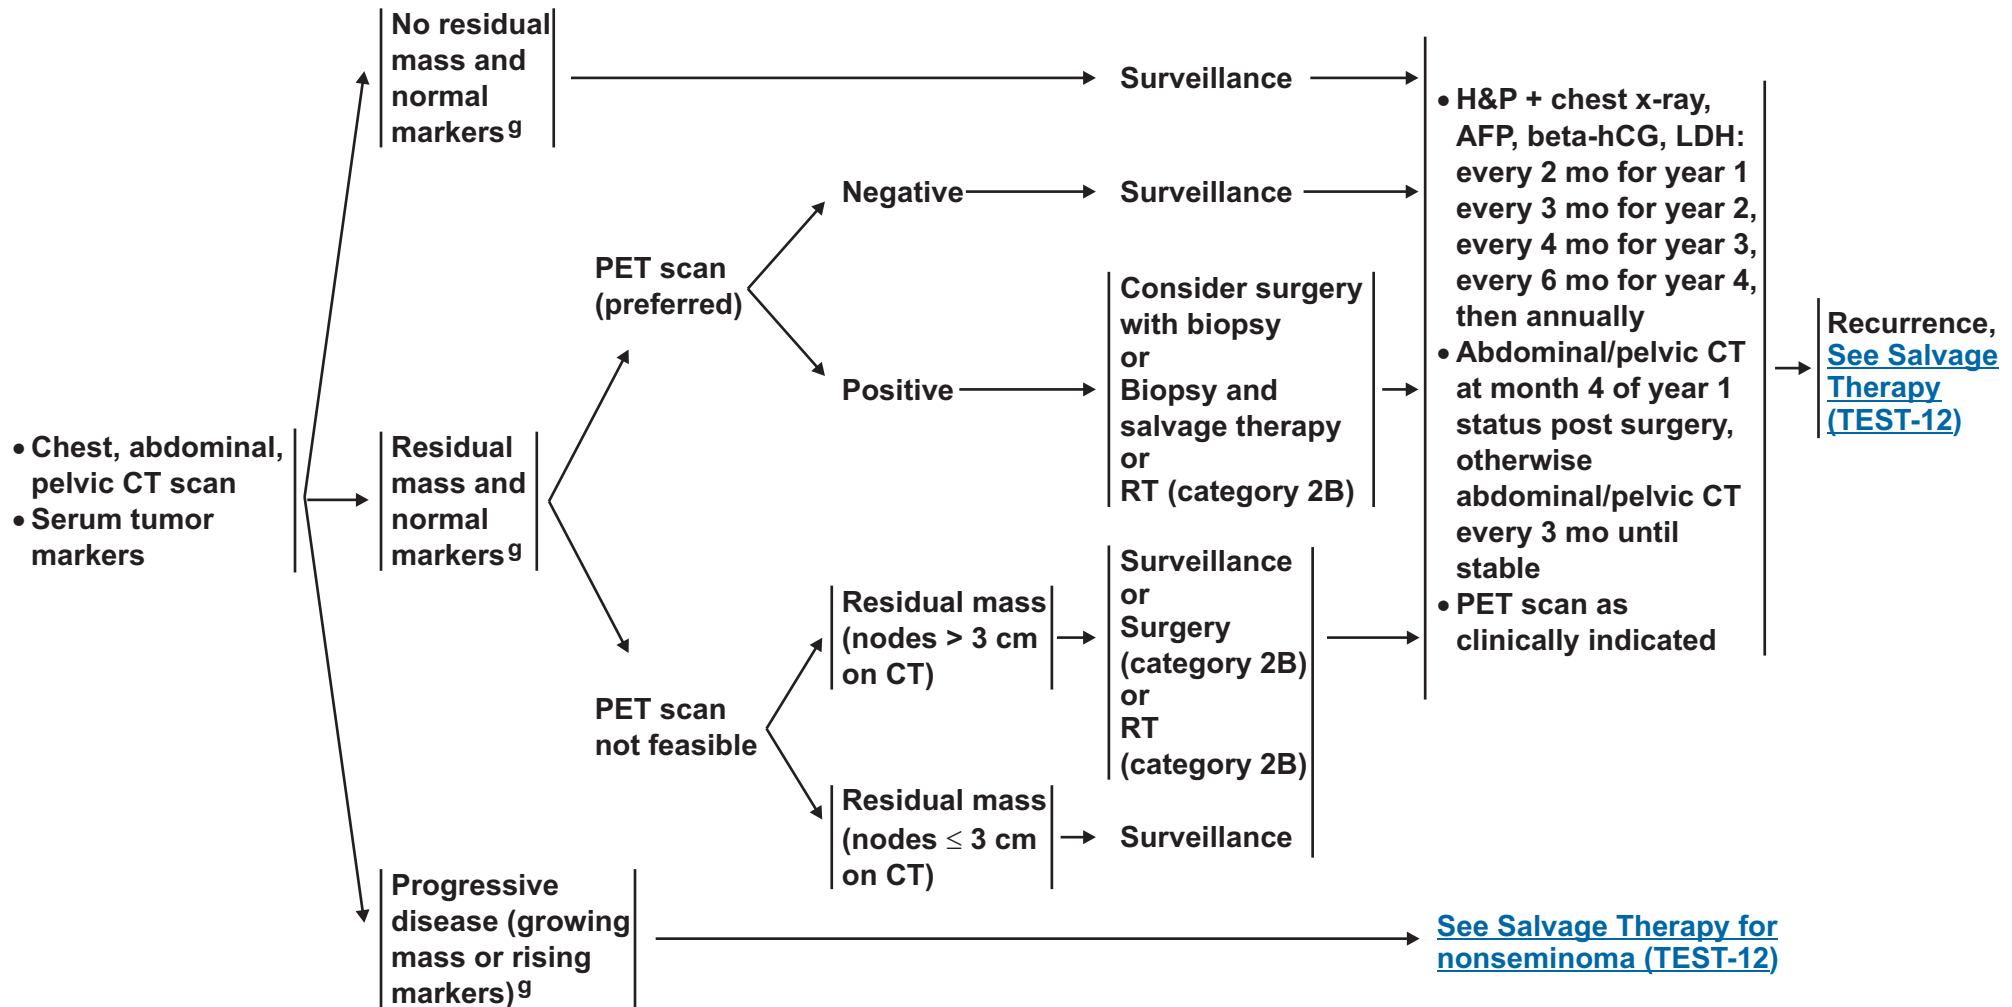 • Chest, abdominal,
pelvic CT scan
• Serum tumor
markers
No residual
mass and
normal
markers g
Residual
mass and
normal
markers g
Progressive
disease (growing
mass or rising
markers) g
PET scan
(preferred)
PET scan
not feasible
Negative
Positive
Residual mass
(nodes > 3 cm
on CT)
Residual mass
(nodes ≤ 3 cm
on CT)
Surveillance
Surveillance
Consider surgery
with biopsy
or
Biopsy and
salvage therapy
or
RT (category 2B)
Surveillance
or
Surgery
(category 2B)
or
RT
(category 2B)
Surveillance
• H&P + chest x-ray,
AFP, beta-hCG, LDH:
every 2 mo for year 1
every 3 mo for year 2,
every 4 mo for year 3,
every 6 mo for year 4,
then annually
• Abdominal/pelvic CT
at month 4 of year 1
status post surgery,
otherwise
abdominal/pelvic CT
every 3 mo until
stable
• PET scan as
clinically indicated
Recurrence,
See Salvage
Therapy
(TEST-12)
See Salvage Therapy for
nonseminoma (TEST-12)